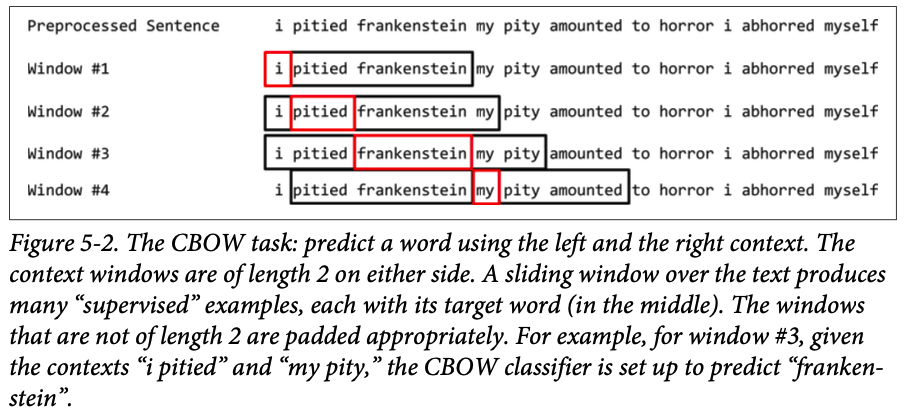 Preprocessed Sentence i pitied frankenstein my pity amounted to horror i abhorred myself
Window #1 i pitied frankenstein my pity amounted to horror i abhorred myself
Window #2 i pitied frankenstein my pity amounted to horror i abhorred myself
Window #3 i pitied frankenstein my pity amounted to horror i abhorred myself
Window #4 i pitied frankenstein my pity amounted to horror i abhorred myself
Figure 5-2. The CBOW task: predict a word using the left and the right context. The
context windows are of length 2 on either side. A sliding window over the text produces
many “supervised” examples, each with its target word (in the middle). The windows
that are not of length 2 are padded appropriately. For example, for window #3, given
the contexts “i pitied” and “my pity,” the CBOW classifier is set up to predict “franken-
stein”.